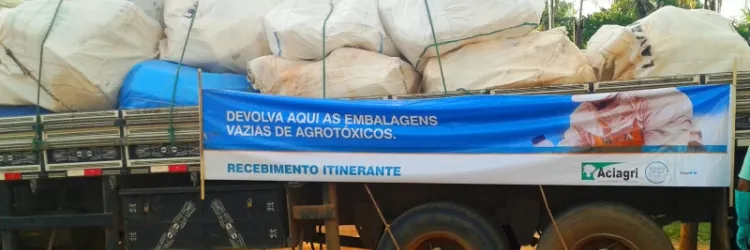 DEVOLVA AQUI AS EMBALAGENS
VAZIAS DE AGROTÓXICOS.
RECEBIMENTO ITINERANTE
Aciagri